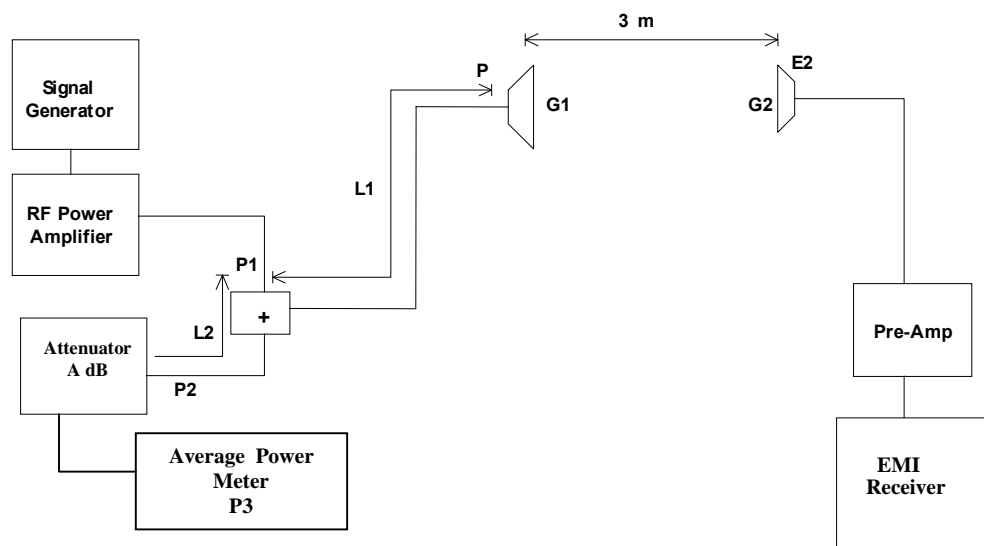 3 m
P
E2
G1
G2
Signal
Generator
L1
RF Power
Amplifier
P1
+
L2
Attenuator
A dB
P2
Pre-Amp
Average Power
Meter
P3
EMI
Receiver